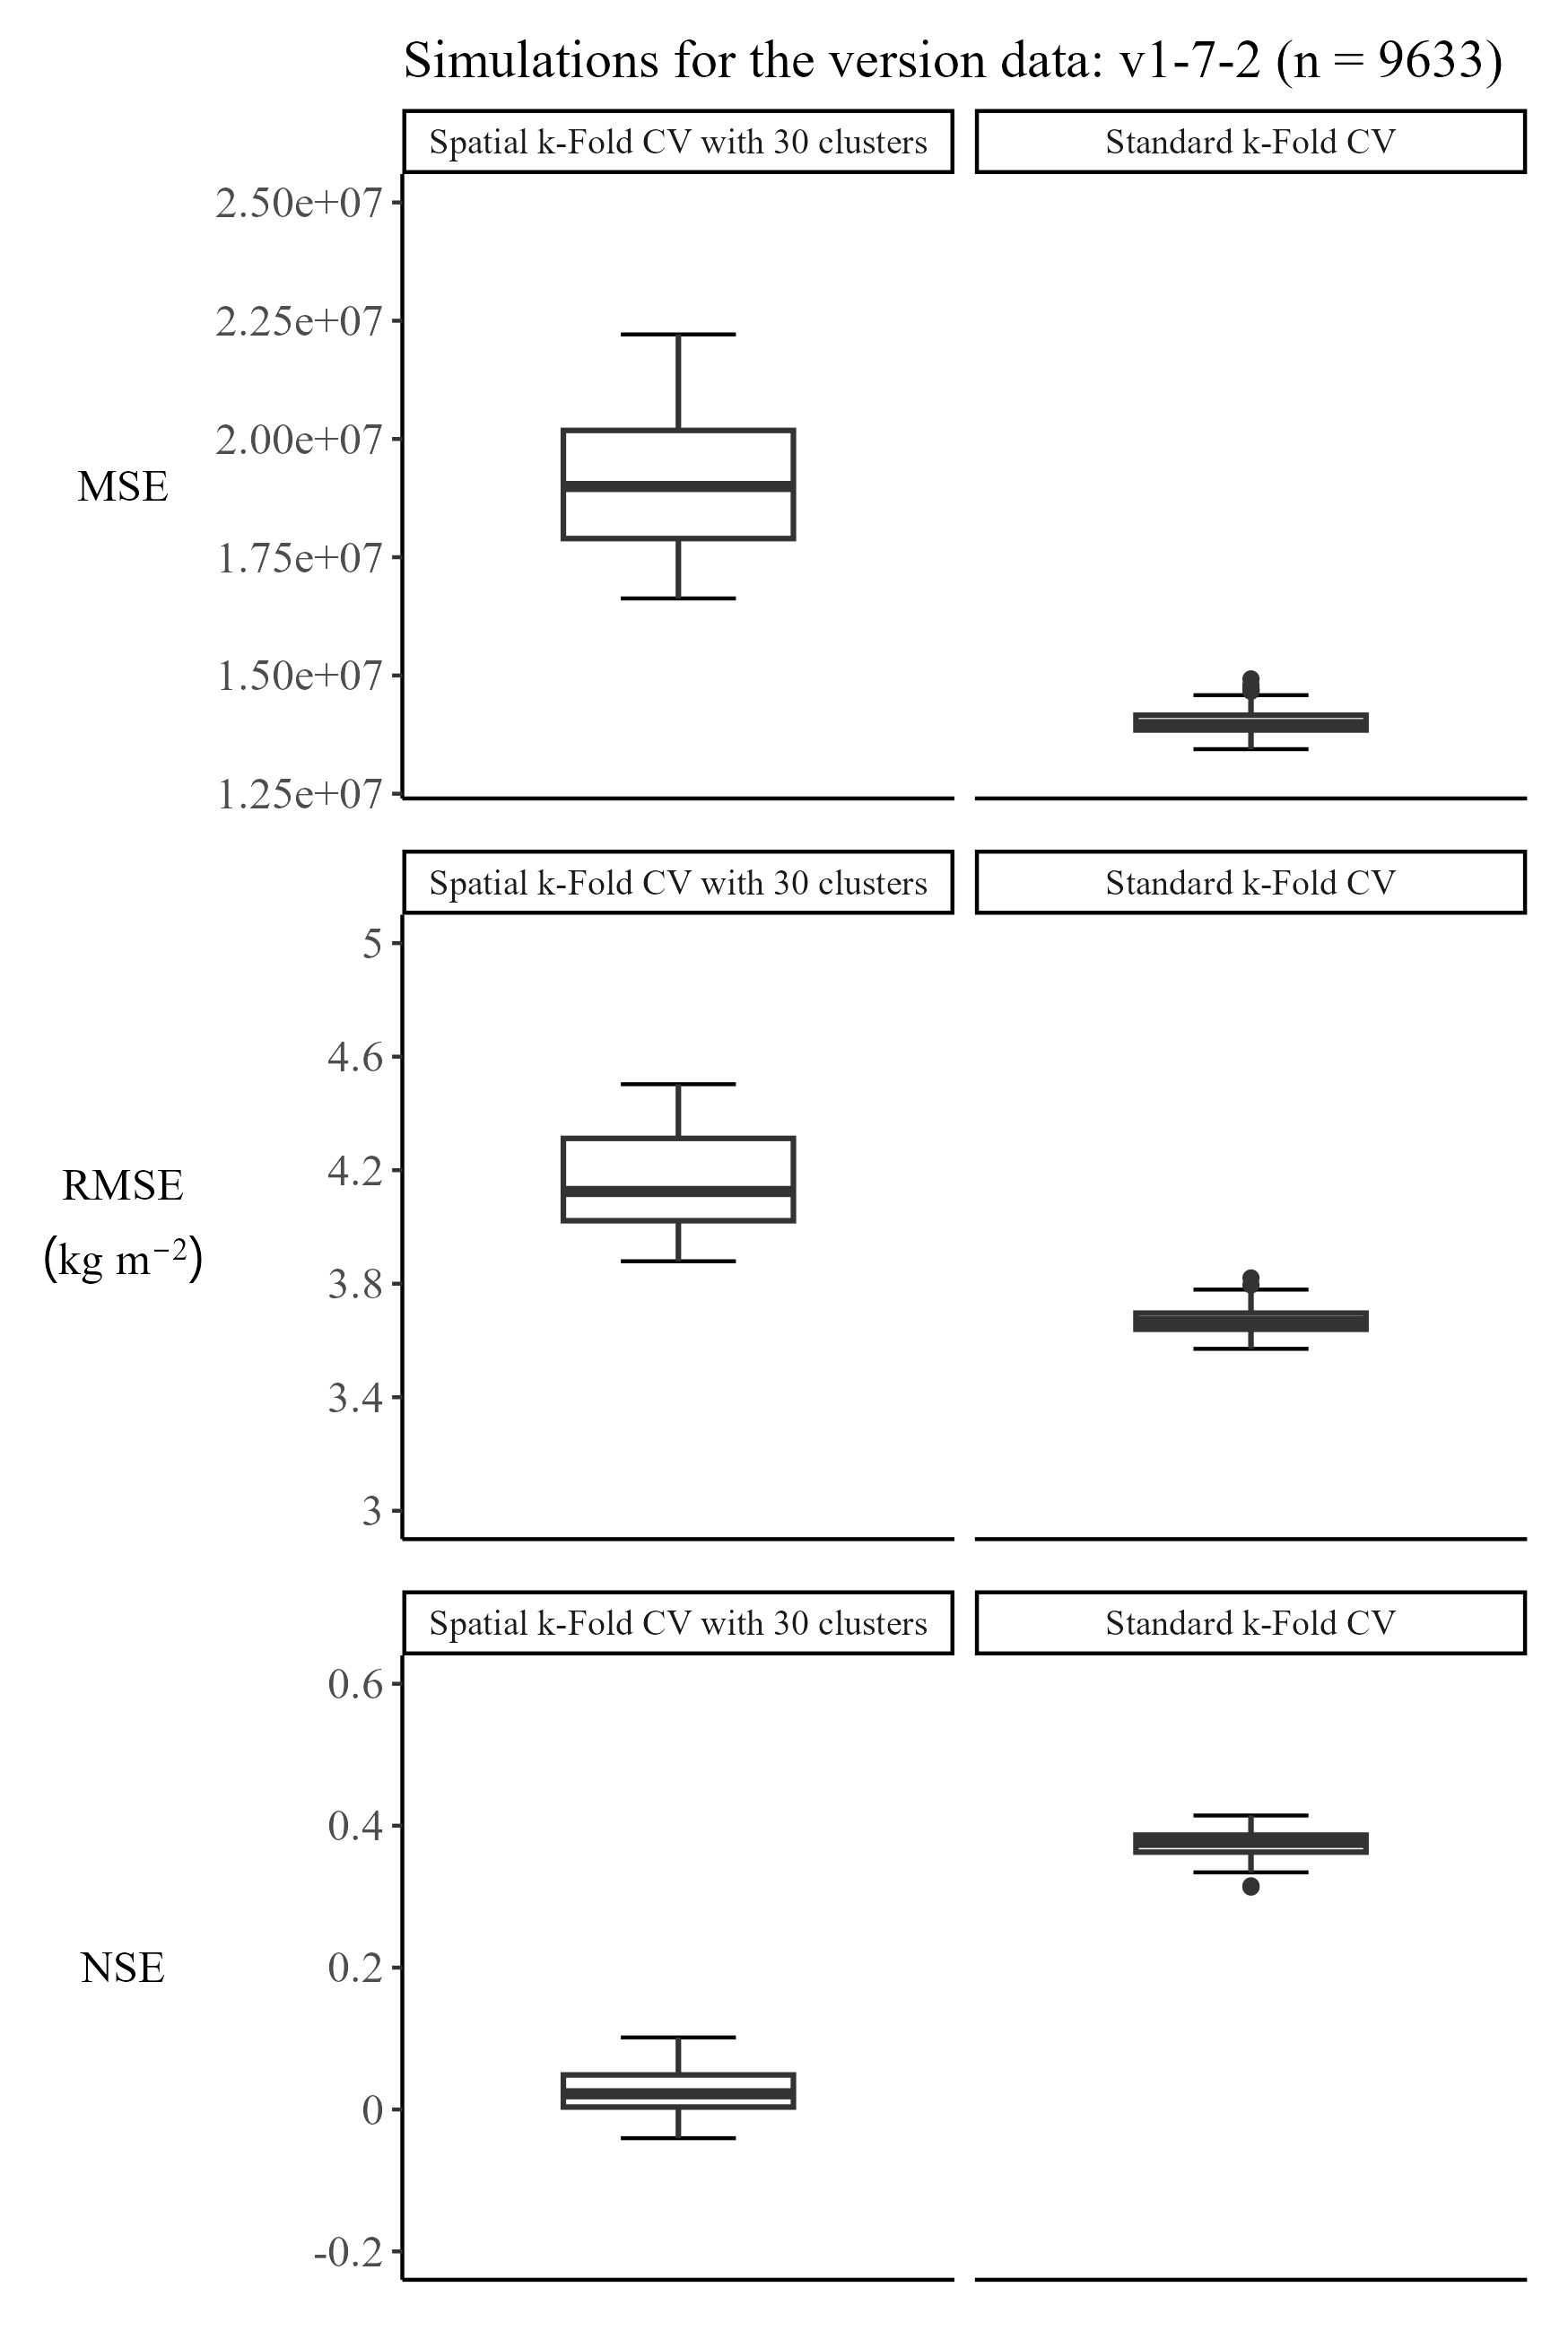 Simulations for the version data: v1-7-2 (n = 9633)
Spatial k-Fold CV with 30 clusters
Standard k-Fold CV
2.50e+07
2.25e+07
2.00e+07
MSE
1.75e+07
1.50e+07
1.25e+07
Spatial k-Fold CV with 30 clusters
Standard k-Fold CV
5
4.6
4.2
RMSE
(kg m⁻²)
3.8
3.4
3
Spatial k-Fold CV with 30 clusters
Standard k-Fold CV
0.6
0.4
NSE
0.2
0
-0.2